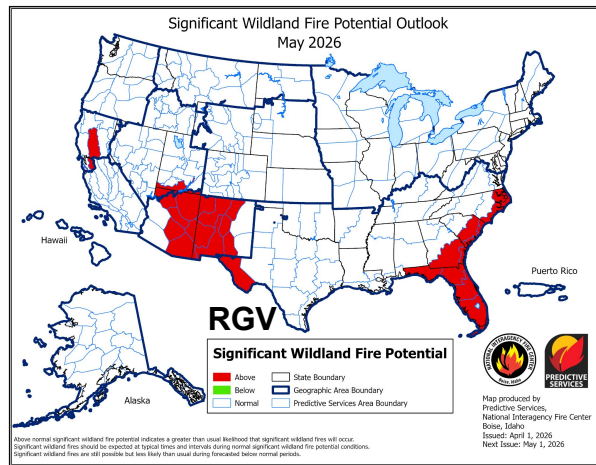 Significant Wildland Fire Potential Outlook
May 2026
Hawaii
Puerto Rico
RGV
Alaska
Significant Wildland Fire Potential
Above
Below
Normal
State Boundary
Geographic Area Boundary
Predictive Services Area Boundary
NATIONAL INTERAGENCY FIRE CENTER
Boise, Idaho
PREDICTIVE
SERVICES
Map produced by
Predictive Services,
National Interagency Fire Center
Boise, Idaho
Issued: April 1, 2026
Next Issue: May 1, 2026
Above normal significant wildland fire potential indicates a greater than usual likelihood that significant wildland fires will occur.
Significant wildland fires should be expected at typical times and intervals during normal significant wildland fire potential conditions.
Significant wildland fires are still possible but less likely than usual during forecasted below normal periods.